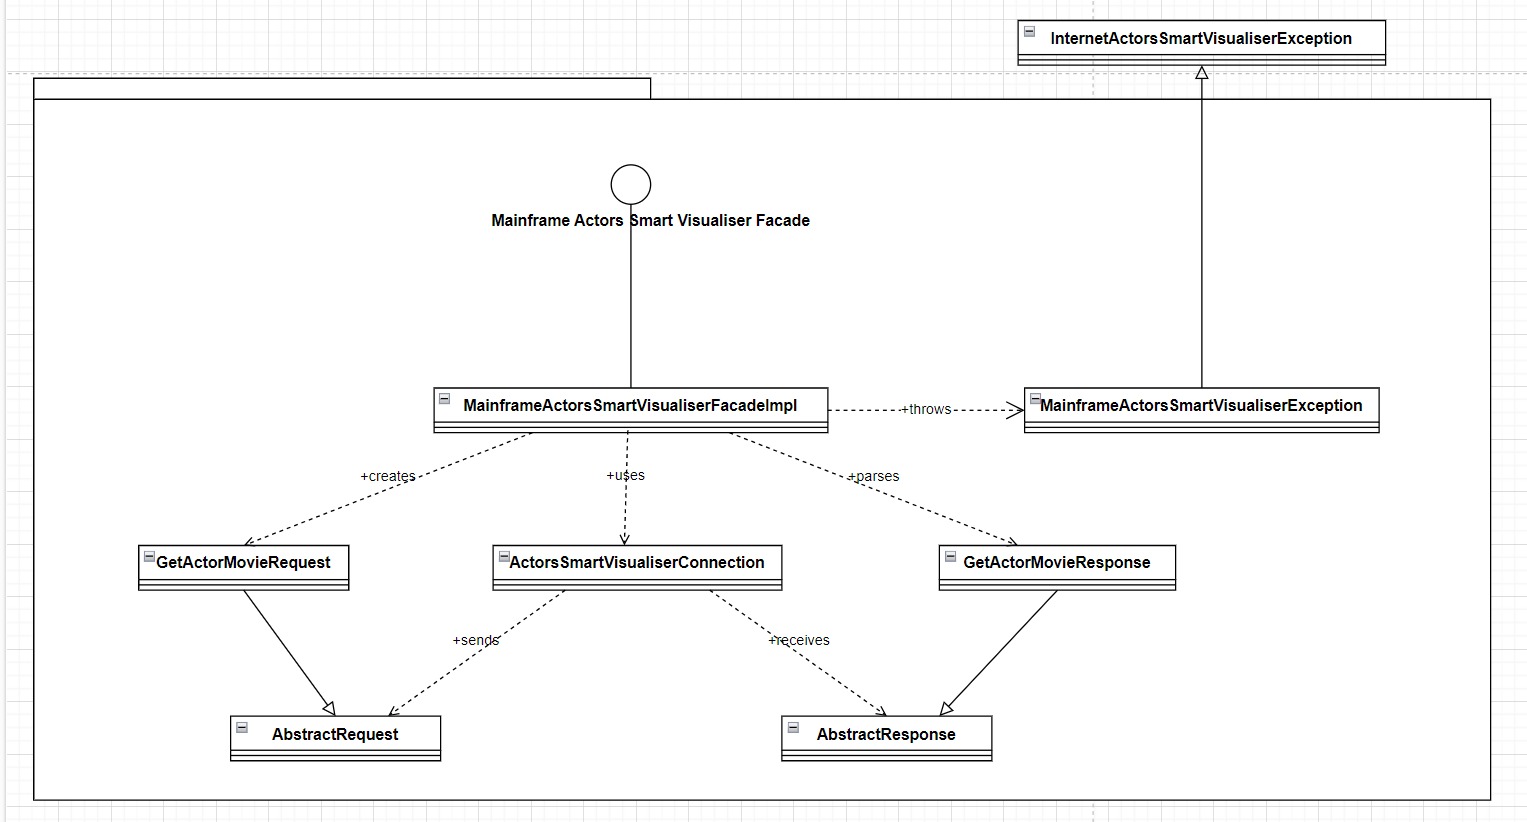 InternetActorsSmartVisualiserException
Mainframe Actors Smart Visualiser Facade
MainframeActorsSmartVisualiserFacadeImpl
+throws
MainframeActorsSmartVisualiserException
+creates
+uses
+parses
GetActorMovieRequest
ActorsSmartVisualiserConnection
GetActorMovieResponse
+sends
+receives
AbstractRequest
AbstractResponse